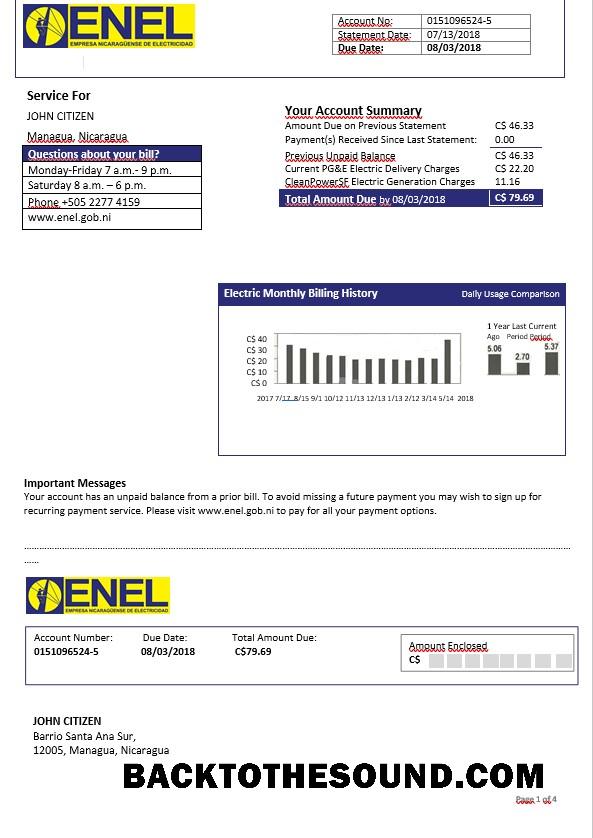 ENEL
EMPRESA NICARAGÜENSE DE ELECTRICIDAD
Account No: 0151096524-5
Statement Date: 07/13/2018
Due Date: 08/03/2018
Service For
JOHN CITIZEN
Managua, Nicaragua
Questions about your bill?
Monday-Friday 7 a.m.- 9 p.m.
Saturday 8 a.m. – 6 p.m.
Phone +505 2277 4159
www.enel.gob.ni
Your Account Summary
Amount Due on Previous Statement C$ 46.33
Payment(s) Received Since Last Statement: 0.00
Previous Unpaid Balance C$ 46.33
Current PG&E Electric Delivery Charges C$ 22.20
CleanPowerSF Electric Generation Charges 11.16
Total Amount Due by 08/03/2018 C$ 79.69
Electric Monthly Billing History Daily Usage Comparison
1 Year Last Current
Ago Period Period
5.06 2.70 5.37
C$ 40
C$ 30
C$ 20
C$ 10
C$ 0
2017 7/17 8/15 9/1 10/12 11/13 12/13 1/13 2/12 3/14 5/14 2018
Important Messages
Your account has an unpaid balance from a prior bill. To avoid missing a future payment you may wish to sign up for
recurring payment service. Please visit www.enel.gob.ni to pay for all your payment options.
ENEL
EMPRESA NICARAGÜENSE DE ELECTRICIDAD
Account Number: Due Date: Total Amount Due:
0151096524-5 08/03/2018 C$79.69
Amount Enclosed
C$
JOHN CITIZEN
Barrio Santa Ana Sur,
12005, Managua, Nicaragua
BACKTOTHESOUND.COM
Page 1 of 4